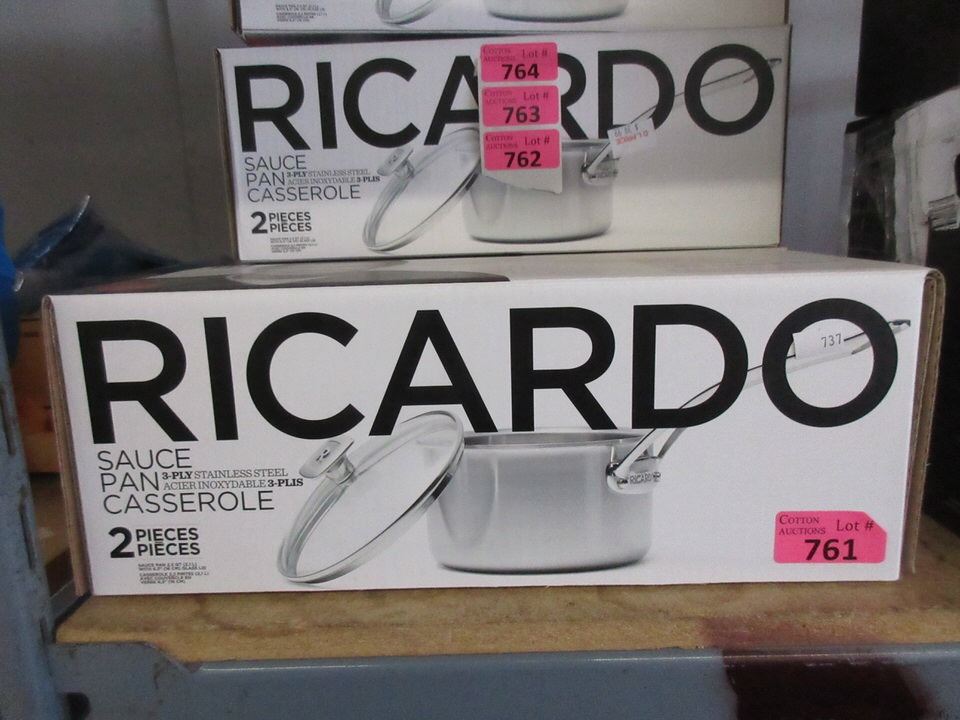 RICARDO
COTTON
AUCTIONS
Lot #
764
COTTON
AUCTIONS
Lot #
763
COTTON
AUCTIONS
Lot #
762
SAUCE
PAN 3-PLY STAINLESS STEEL
ACIER INOXYDABLE 3-PLIS
CASSEROLE
2 PIECES
PIÈCES
RICARDO
737
SAUCE
PAN 3-PLY STAINLESS STEEL
ACIER INOXYDABLE 3-PLIS
CASSEROLE
RICARDO
2 PIECES
PIÈCES
COTTON
AUCTIONS
Lot #
761